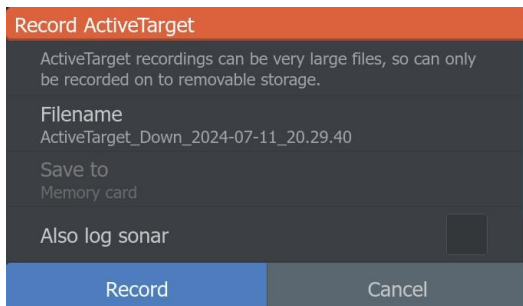 Record ActiveTarget
ActiveTarget recordings can be very large files, so can only
be recorded on to removable storage.
Filename
ActiveTarget_Down_2024-07-11_20.29.40
Save to
Memory card
Also log sonar
Record
Cancel